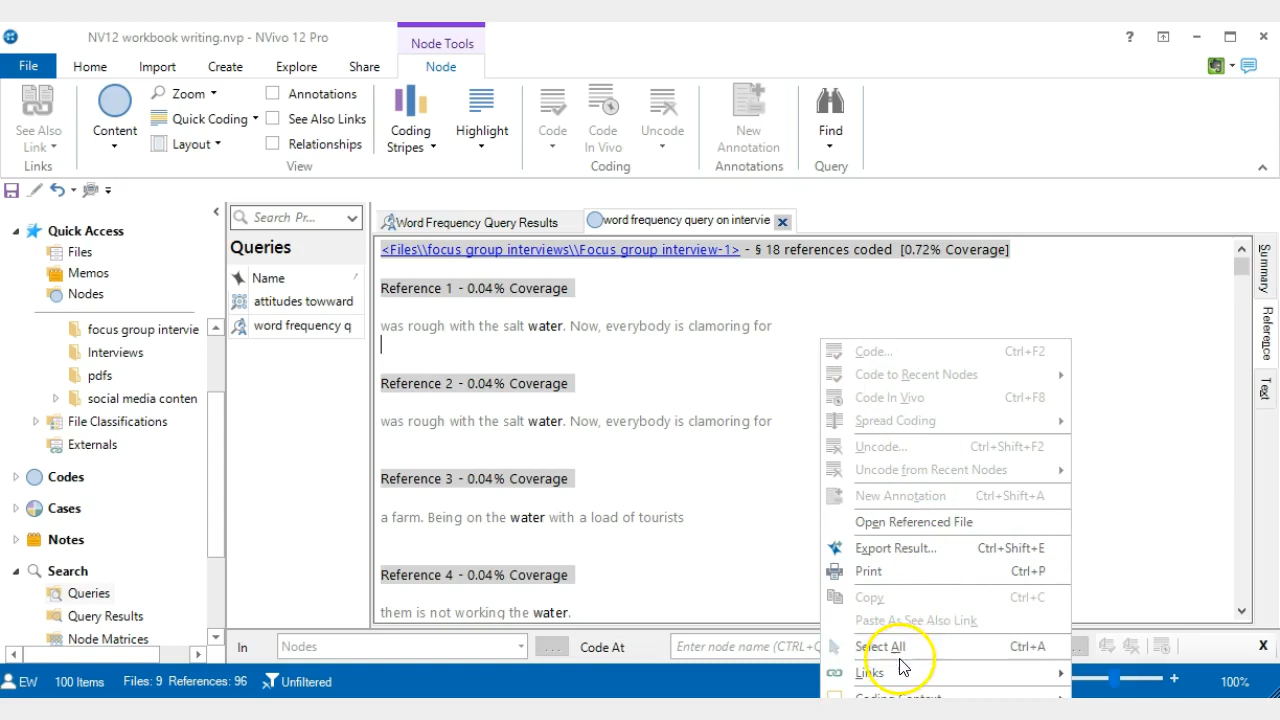 NV12 workbook writing.nvp - NVivo 12 Pro
Node Tools
?
File
Home
Import
Create
Explore
Share
Node
See Also
Link
Links
Content
Zoom
Quick Coding
Layout
Annotations
See Also Links
Relationships
View
Coding
Stripes
Highlight
Code
Code
In Vivo
Uncode
Coding
New
Annotation
Annotations
Find
Query
Quick Access
Files
Memos
Nodes
focus group intervie
Interviews
pdfs
social media conten
File Classifications
Externals
Codes
Cases
Notes
Search
Queries
Query Results
Node Matrices
Search Pr...
Queries
Name
attitudes towward
word frequency q
Word Frequency Query Results
word frequency query on intervie
<Files\\focus group interviews\\Focus group interview-1> - § 18 references coded [0.72% Coverage]
Reference 1 - 0.04% Coverage
was rough with the salt water. Now, everybody is clamoring for
Reference 2 - 0.04% Coverage
was rough with the salt water. Now, everybody is clamoring for
Reference 3 - 0.04% Coverage
a farm. Being on the water with a load of tourists
Reference 4 - 0.04% Coverage
them is not working the water.
Summary
Reference
Text
Code... Ctrl+F2
Code to Recent Nodes
Code In Vivo Ctrl+F8
Spread Coding
Uncode... Ctrl+Shift+F2
Uncode from Recent Nodes
New Annotation Ctrl+Shift+A
Open Referenced File
Export Result... Ctrl+Shift+E
Print Ctrl+P
Copy Ctrl+C
Paste As See Also Link
Select All Ctrl+A
Links
Coding Context
In
Nodes
...
Code At
Enter node name (CTRL+Q
X
EW
100 Items
Files: 9 References: 96
Unfiltered
+
100%